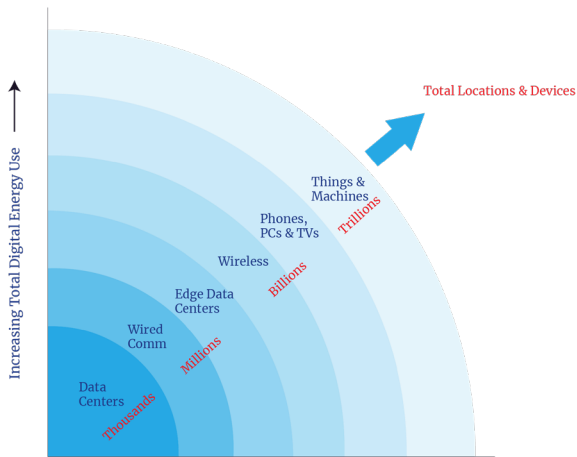 Total Locations & Devices
Increasing Total Digital Energy Use
Things &
Machines
Trillions
Phones,
PCs & TVs
Wireless
Billions
Edge Data
Centers
Wired
Comm
Millions
Data
Centers
Thousands